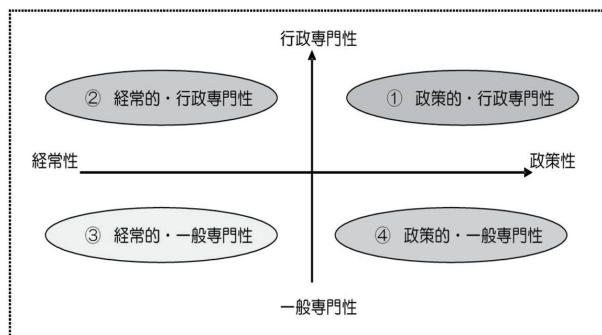 行政専門性
② 経常的・行政専門性
① 政策的・行政専門性
経常性
政策性
③ 経常的・一般専門性
④ 政策的・一般専門性
一般専門性